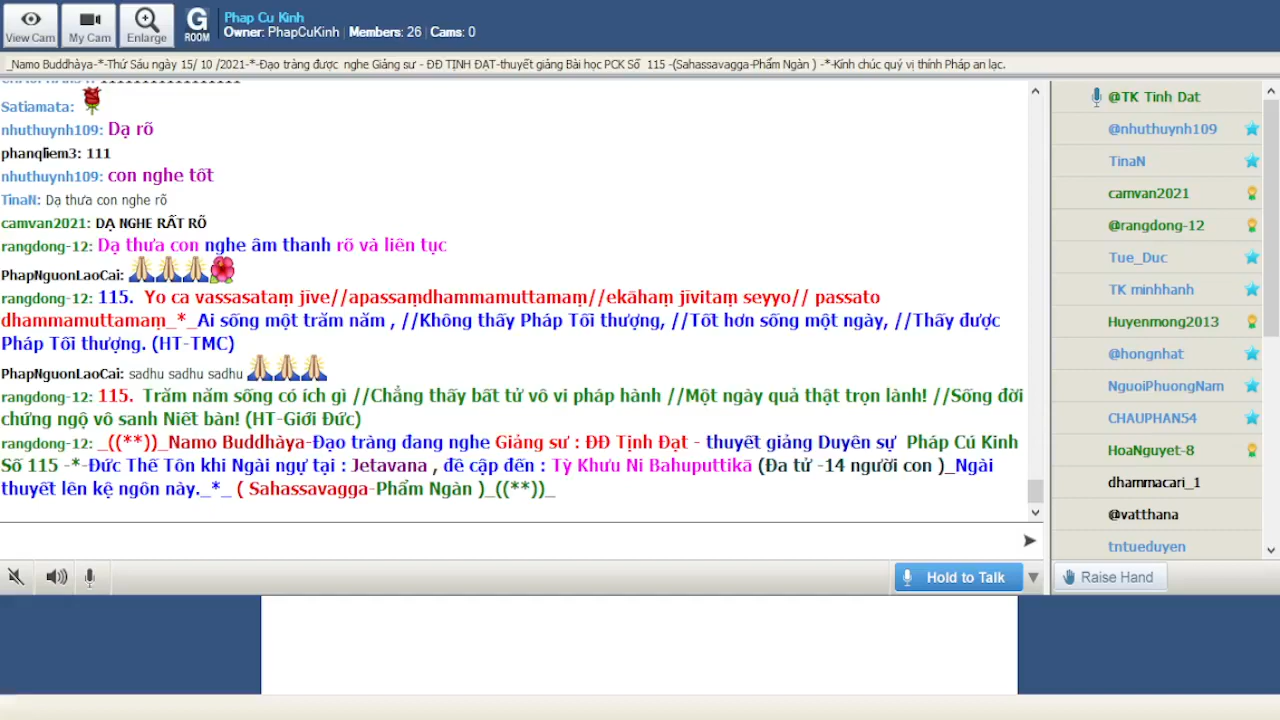 Phap Cu Kinh
View Cam My Cam Enlarge G ROOM Owner: PhapCuKinh | Members: 26 | Cams: 0
_Namo Buddhàya-*-Thứ Sáu ngày 15/ 10 /2021-*-Đạo tràng được nghe Giảng sư - ĐĐ TỊNH ĐẠT-thuyết giảng Bài học PCK Số 115 -(Sahassavagga-Phẩm Ngàn ) -*-Kính chúc quý vị thính Pháp an lạc.
Satiamata:
nhuthuynh109: Dạ rõ
phanqliem3: 111
nhuthuynh109: con nghe tốt
TinaN: Dạ thưa con nghe rõ
camvan2021: DẠ NGHE RẤT RÕ
rangdong-12: Dạ thưa con nghe âm thanh rõ và liên tục
PhapNguonLaoCai:
rangdong-12: 115. Yo ca vassasataṃ jīve//apassaṃdhammamuttamaṃ//ekāhaṃ jīvitaṃ seyyo// passato
dhammamuttamaṃ_*_Ai sống một trăm năm , //Không thấy Pháp Tối thượng, //Tốt hơn sống một ngày, //Thấy được
Pháp Tối thượng. (HT-TMC)
PhapNguonLaoCai: sadhu sadhu sadhu
rangdong-12: 115. Trăm năm sống có ích gì //Chẳng thấy bất tử vô vi pháp hành //Một ngày quả thật trọn lành! //Sống đời
chứng ngộ vô sanh Niết bàn! (HT-Giới Đức)
rangdong-12: _((**))_Namo Buddhàya-Đạo tràng đang nghe Giảng sư : ĐĐ Tịnh Đạt - thuyết giảng Duyên sự Pháp Cú Kinh
Số 115 -*-Đức Thế Tôn khi Ngài ngự tại : Jetavana , đề cập đến : Tỳ Khưu Ni Bahuputtikā (Đa tử -14 người con )_Ngài
thuyết lên kệ ngôn này._*_ ( Sahassavagga-Phẩm Ngàn )_((**))_
@TK Tinh Dat
@nhuthuynh109
TinaN
camvan2021
@rangdong-12
Tue_Duc
TK minhhanh
Huyenmong2013
@hongnhat
NguoiPhuongNam
CHAUPHAN54
HoaNguyet-8
dhammacari_1
@vatthana
tntueduyen
Hold to Talk
Raise Hand